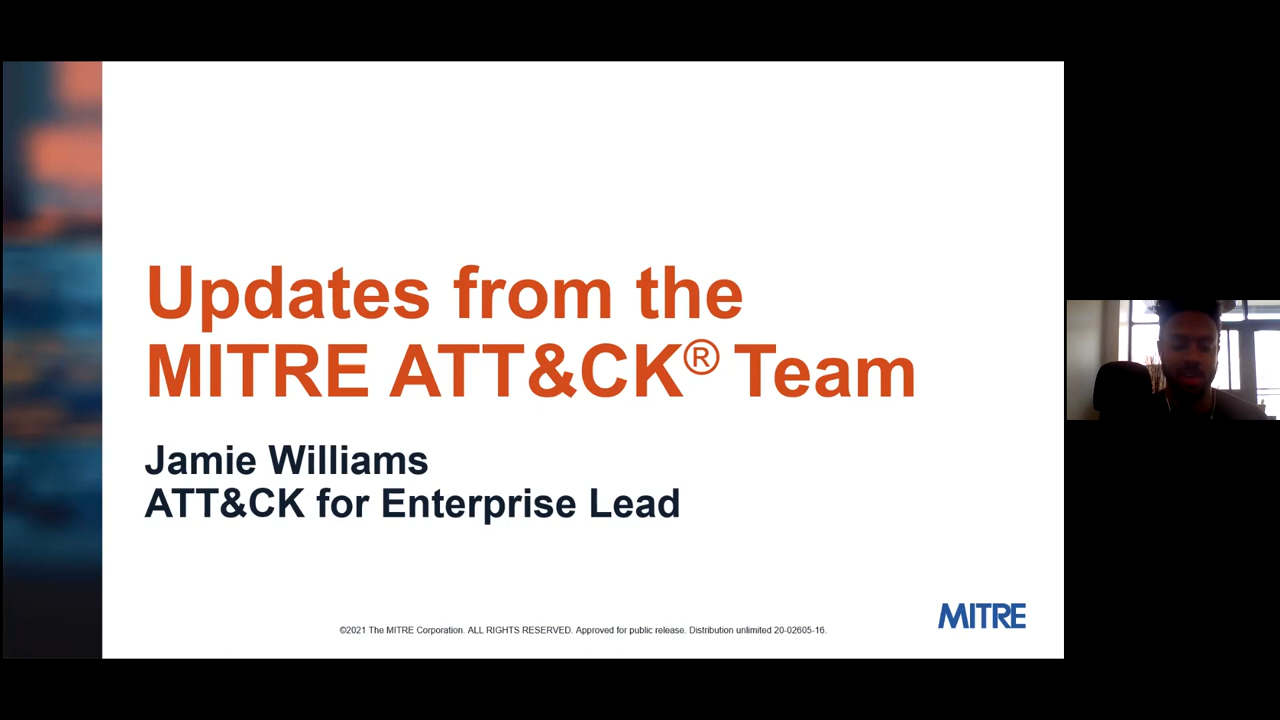 Updates from the
MITRE ATT&CK® Team
Jamie Williams
ATT&CK for Enterprise Lead
©2021 The MITRE Corporation. ALL RIGHTS RESERVED. Approved for public release. Distribution unlimited 20-02605-16.
MITRE